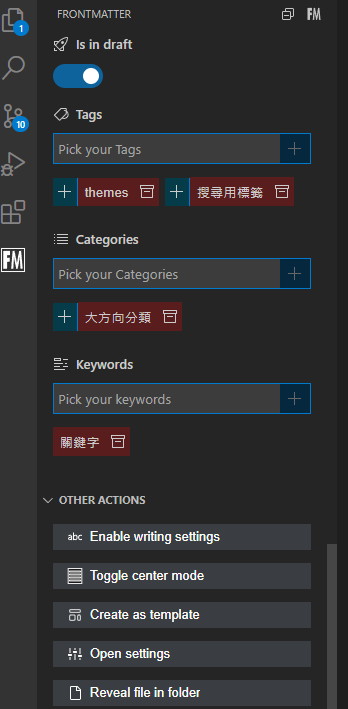 FRONTMATTER
FM
1
Is in draft
10
Tags
Pick your Tags
themes
搜尋用標籤
FM
Categories
Pick your Categories
大方向分類
Keywords
Pick your keywords
關鍵字
OTHER ACTIONS
abc Enable writing settings
Toggle center mode
Create as template
Open settings
Reveal file in folder